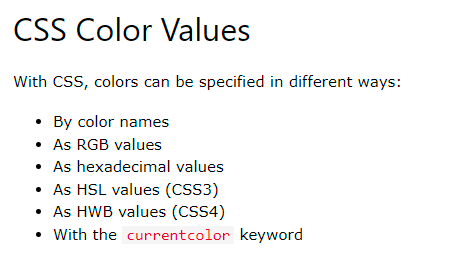 CSS Color Values
With CSS, colors can be specified in different ways:
• By color names
• As RGB values
• As hexadecimal values
• As HSL values (CSS3)
• As HWB values (CSS4)
• With the currentcolor keyword